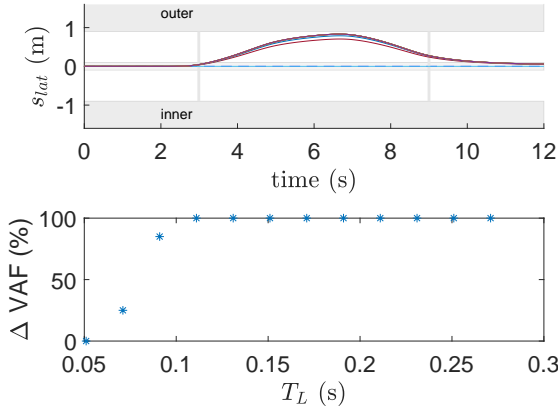 outer
1
0
-1
s_lat (m)
inner
0 2 4 6 8 10 12
time (s)
100
50
0
Δ VAF (%)
0.05 0.1 0.15 0.2 0.25 0.3
T_L (s)